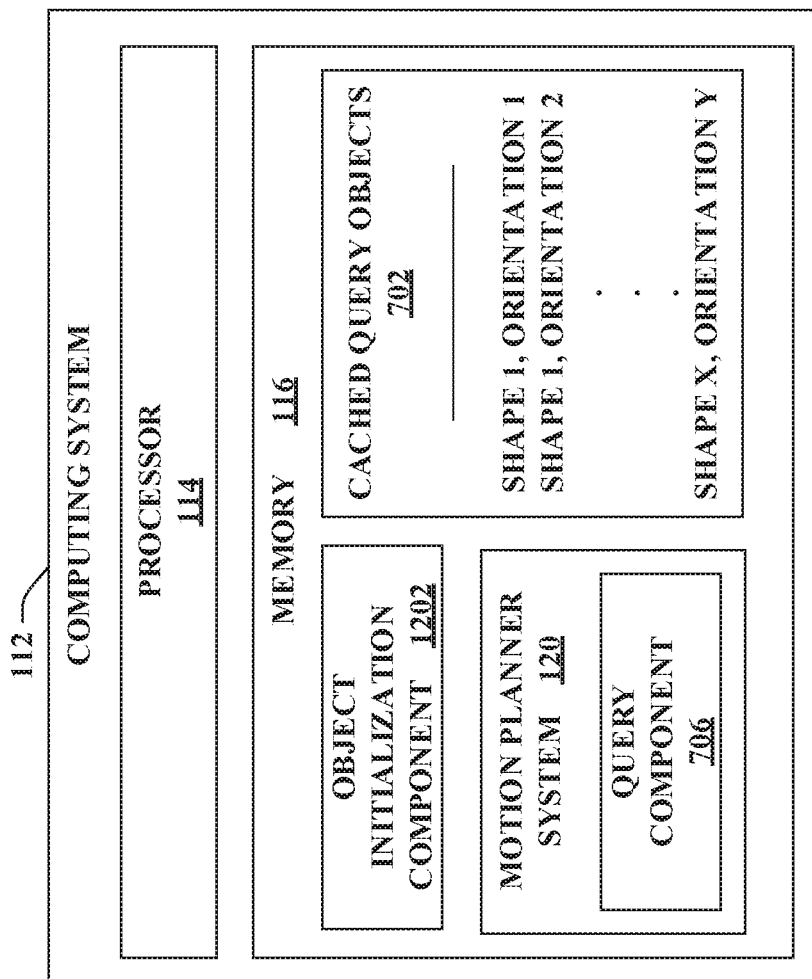 112
COMPUTING SYSTEM
PROCESSOR
114
MEMORY 116
OBJECT
INITIALIZATION
COMPONENT 1202
MOTION PLANNER
SYSTEM 120
QUERY
COMPONENT
706
CACHED QUERY OBJECTS
702
SHAPE 1, ORIENTATION 1
SHAPE 1, ORIENTATION 2
.
.
.
SHAPE X, ORIENTATION Y